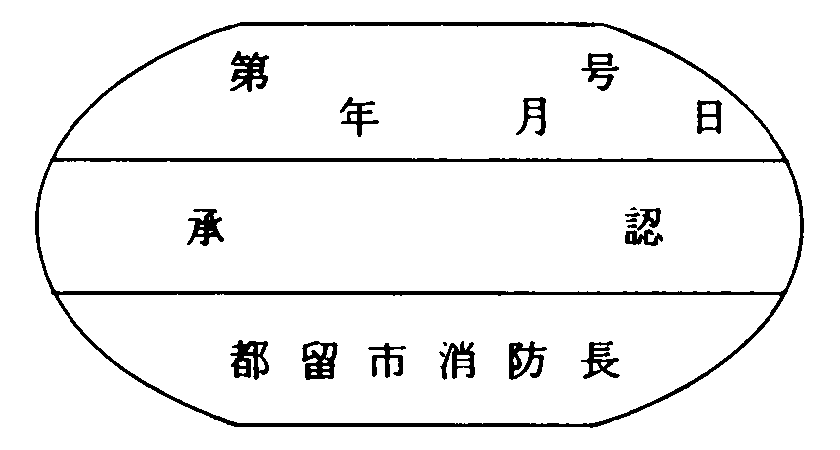 第 号
年 月 日
承 認
都留市消防長